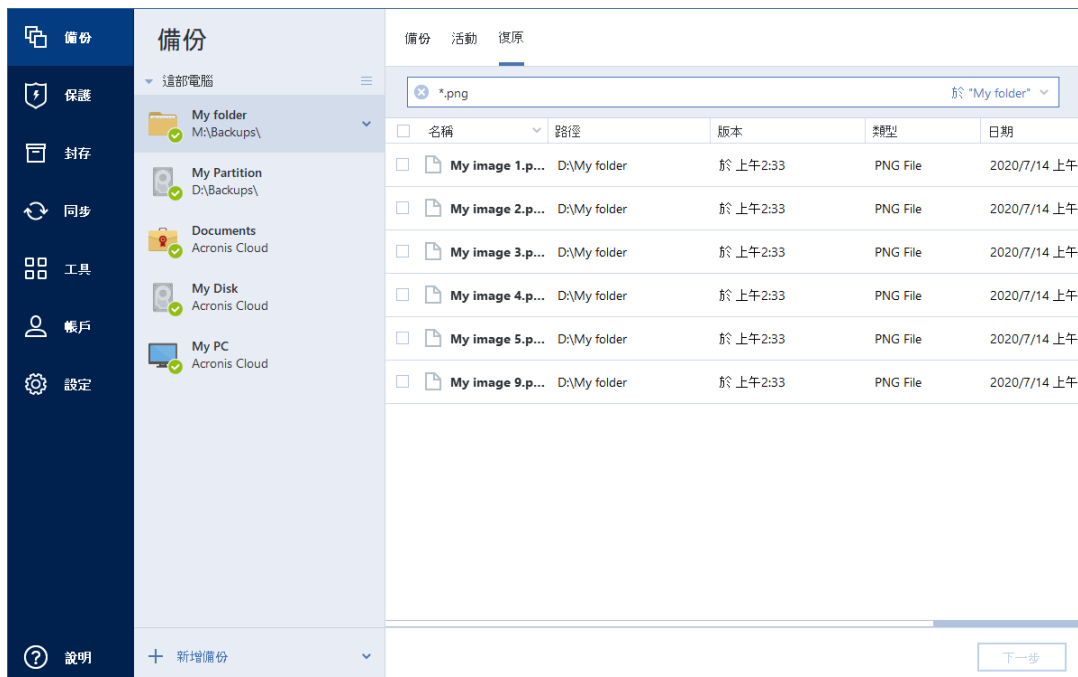 備份
保護
封存
同步
工具
帳戶
設定
說明
備份
這部電腦
My folder
M:\Backups\
My Partition
D:\Backups\
Documents
Acronis Cloud
My Disk
Acronis Cloud
My PC
Acronis Cloud
新增備份
備份 活動 復原
*.png 於 "My folder"
名稱 路徑 版本 類型 日期
My image 1.p... D:\My folder 於 上午2:33 PNG File 2020/7/14 上午
My image 2.p... D:\My folder 於 上午2:33 PNG File 2020/7/14 上午
My image 3.p... D:\My folder 於 上午2:33 PNG File 2020/7/14 上午
My image 4.p... D:\My folder 於 上午2:33 PNG File 2020/7/14 上午
My image 5.p... D:\My folder 於 上午2:33 PNG File 2020/7/14 上午
My image 9.p... D:\My folder 於 上午2:33 PNG File 2020/7/14 上午
下一步